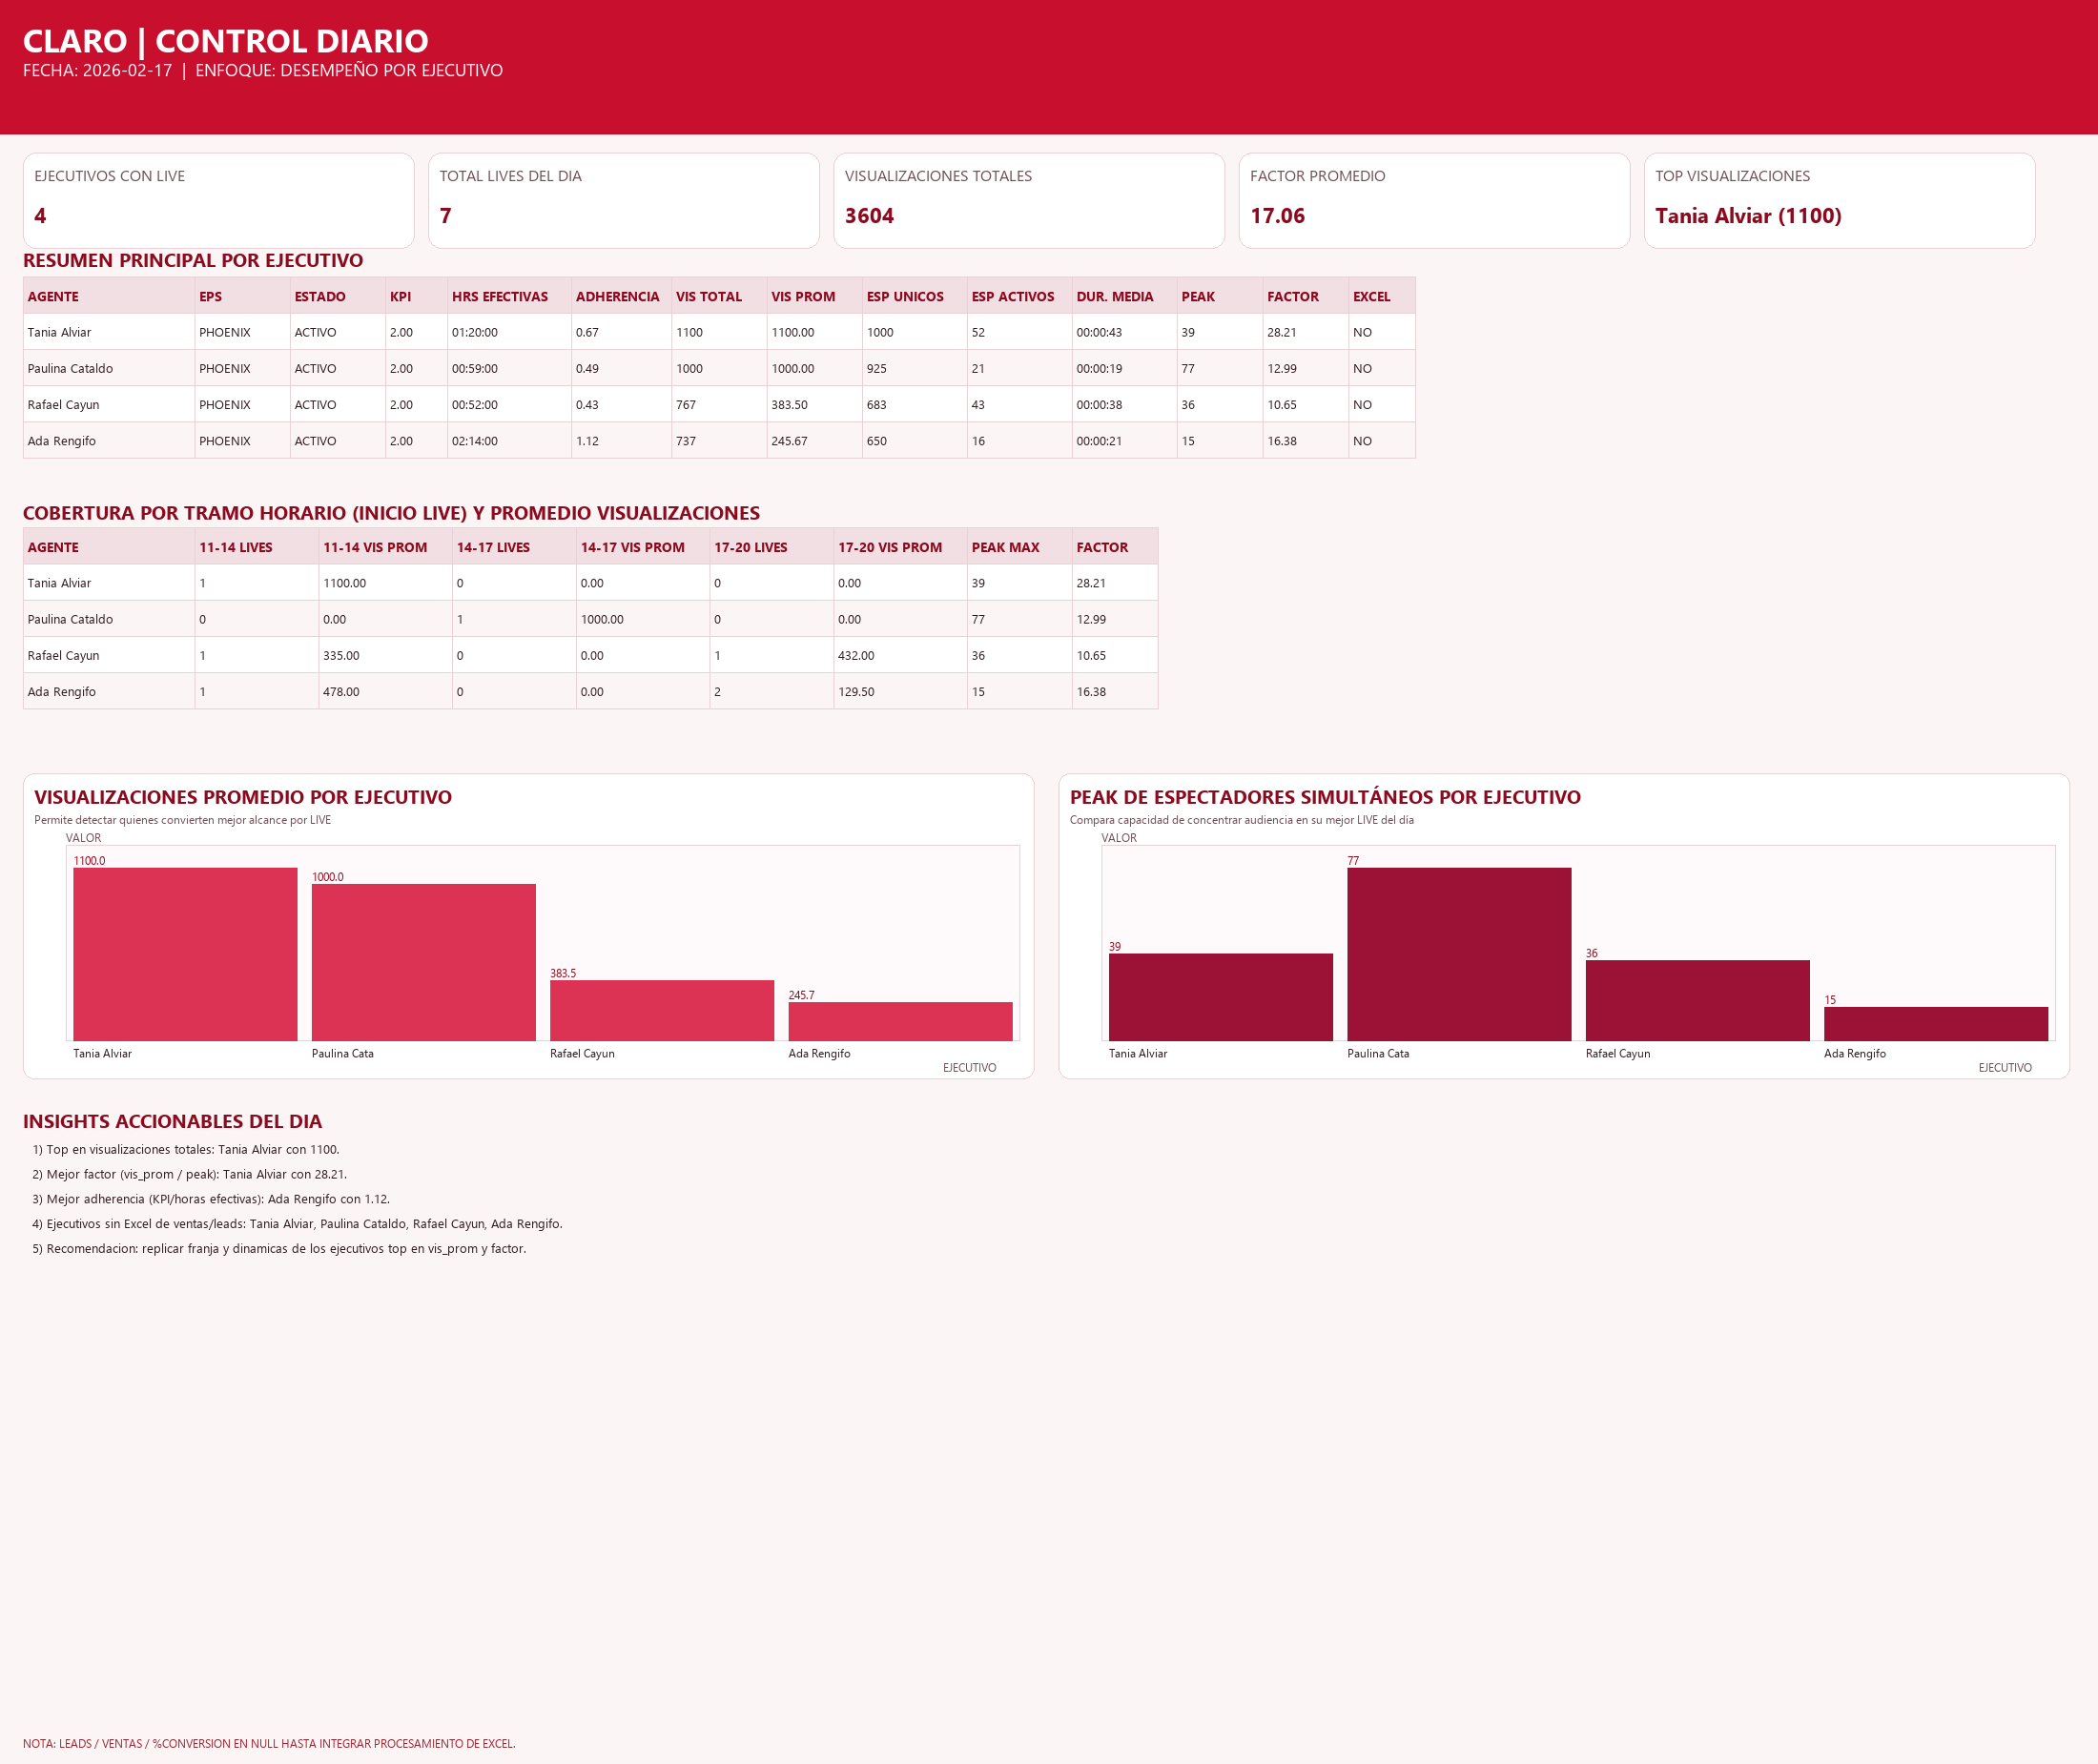 CLARO | CONTROL DIARIO
FECHA: 2026-02-17 | ENFOQUE: DESEMPEÑO POR EJECUTIVO
EJECUTIVOS CON LIVE
4
TOTAL LIVES DEL DIA
7
VISUALIZACIONES TOTALES
3604
FACTOR PROMEDIO
17.06
TOP VISUALIZACIONES
Tania Alviar (1100)
RESUMEN PRINCIPAL POR EJECUTIVO
AGENTE EPS ESTADO KPI HRS EFECTIVAS ADHERENCIA VIS TOTAL VIS PROM ESP UNICOS ESP ACTIVOS DUR. MEDIA PEAK FACTOR EXCEL
Tania Alviar PHOENIX ACTIVO 2.00 01:20:00 0.67 1100 1100.00 1000 52 00:00:43 39 28.21 NO
Paulina Cataldo PHOENIX ACTIVO 2.00 00:59:00 0.49 1000 1000.00 925 21 00:00:19 77 12.99 NO
Rafael Cayun PHOENIX ACTIVO 2.00 00:52:00 0.43 767 383.50 683 43 00:00:38 36 10.65 NO
Ada Rengifo PHOENIX ACTIVO 2.00 02:14:00 1.12 737 245.67 650 16 00:00:21 15 16.38 NO
COBERTURA POR TRAMO HORARIO (INICIO LIVE) Y PROMEDIO VISUALIZACIONES
AGENTE 11-14 LIVES 11-14 VIS PROM 14-17 LIVES 14-17 VIS PROM 17-20 LIVES 17-20 VIS PROM PEAK MAX FACTOR
Tania Alviar 1 1100.00 0 0.00 0 0.00 39 28.21
Paulina Cataldo 0 0.00 1 1000.00 0 0.00 77 12.99
Rafael Cayun 1 335.00 0 0.00 1 432.00 36 10.65
Ada Rengifo 1 478.00 0 0.00 2 129.50 15 16.38
VISUALIZACIONES PROMEDIO POR EJECUTIVO
Permite detectar quienes convierten mejor alcance por LIVE
VALOR
1100.0
1000.0
383.5
245.7
Tania Alviar Paulina Cata Rafael Cayun Ada Rengifo
EJECUTIVO
PEAK DE ESPECTADORES SIMULTÁNEOS POR EJECUTIVO
Compara capacidad de concentrar audiencia en su mejor LIVE del día
VALOR
39
77
36
15
Tania Alviar Paulina Cata Rafael Cayun Ada Rengifo
EJECUTIVO
INSIGHTS ACCIONABLES DEL DIA
1) Top en visualizaciones totales: Tania Alviar con 1100.
2) Mejor factor (vis_prom / peak): Tania Alviar con 28.21.
3) Mejor adherencia (KPI/horas efectivas): Ada Rengifo con 1.12.
4) Ejecutivos sin Excel de ventas/leads: Tania Alviar, Paulina Cataldo, Rafael Cayun, Ada Rengifo.
5) Recomendacion: replicar franja y dinamicas de los ejecutivos top en vis_prom y factor.
NOTA: LEADS / VENTAS / %CONVERSION EN NULL HASTA INTEGRAR PROCESAMIENTO DE EXCEL.